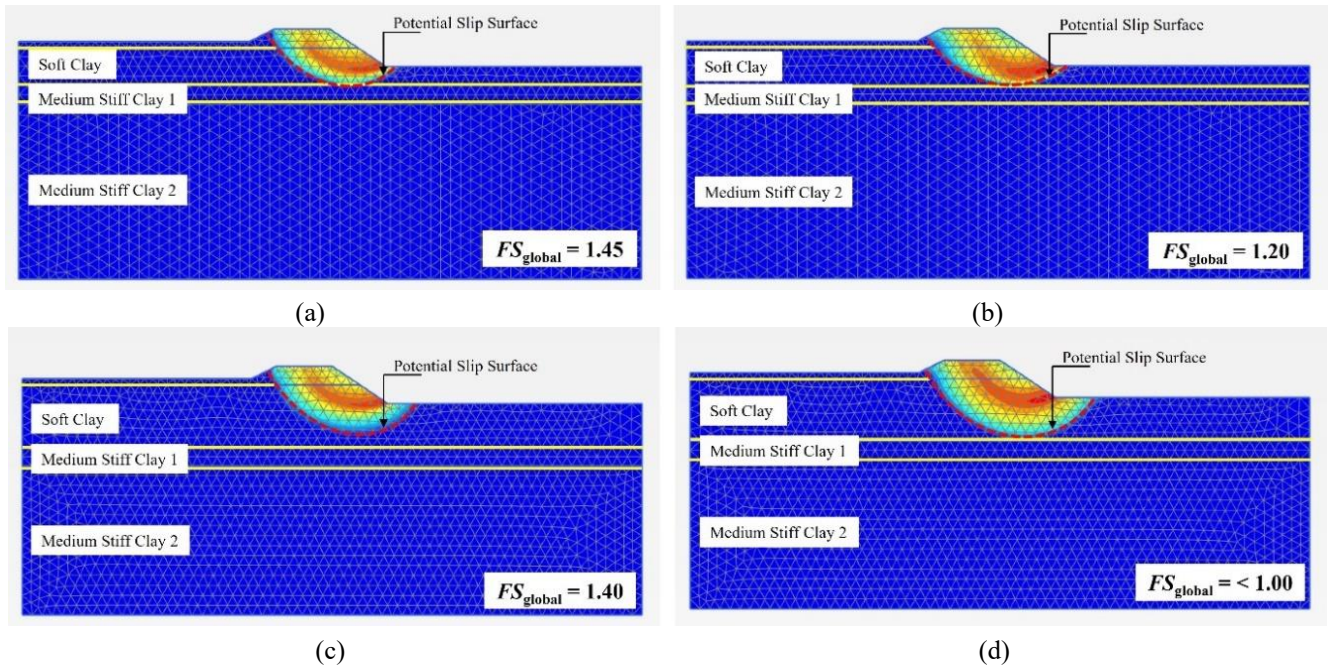 Potential Slip Surface
Soft Clay
Medium Stiff Clay 1
Medium Stiff Clay 2
FSglobal = 1.45
(a)
Potential Slip Surface
Soft Clay
Medium Stiff Clay 1
Medium Stiff Clay 2
FSglobal = 1.20
(b)
Potential Slip Surface
Soft Clay
Medium Stiff Clay 1
Medium Stiff Clay 2
FSglobal = 1.40
(c)
Potential Slip Surface
Soft Clay
Medium Stiff Clay 1
Medium Stiff Clay 2
FSglobal = < 1.00
(d)